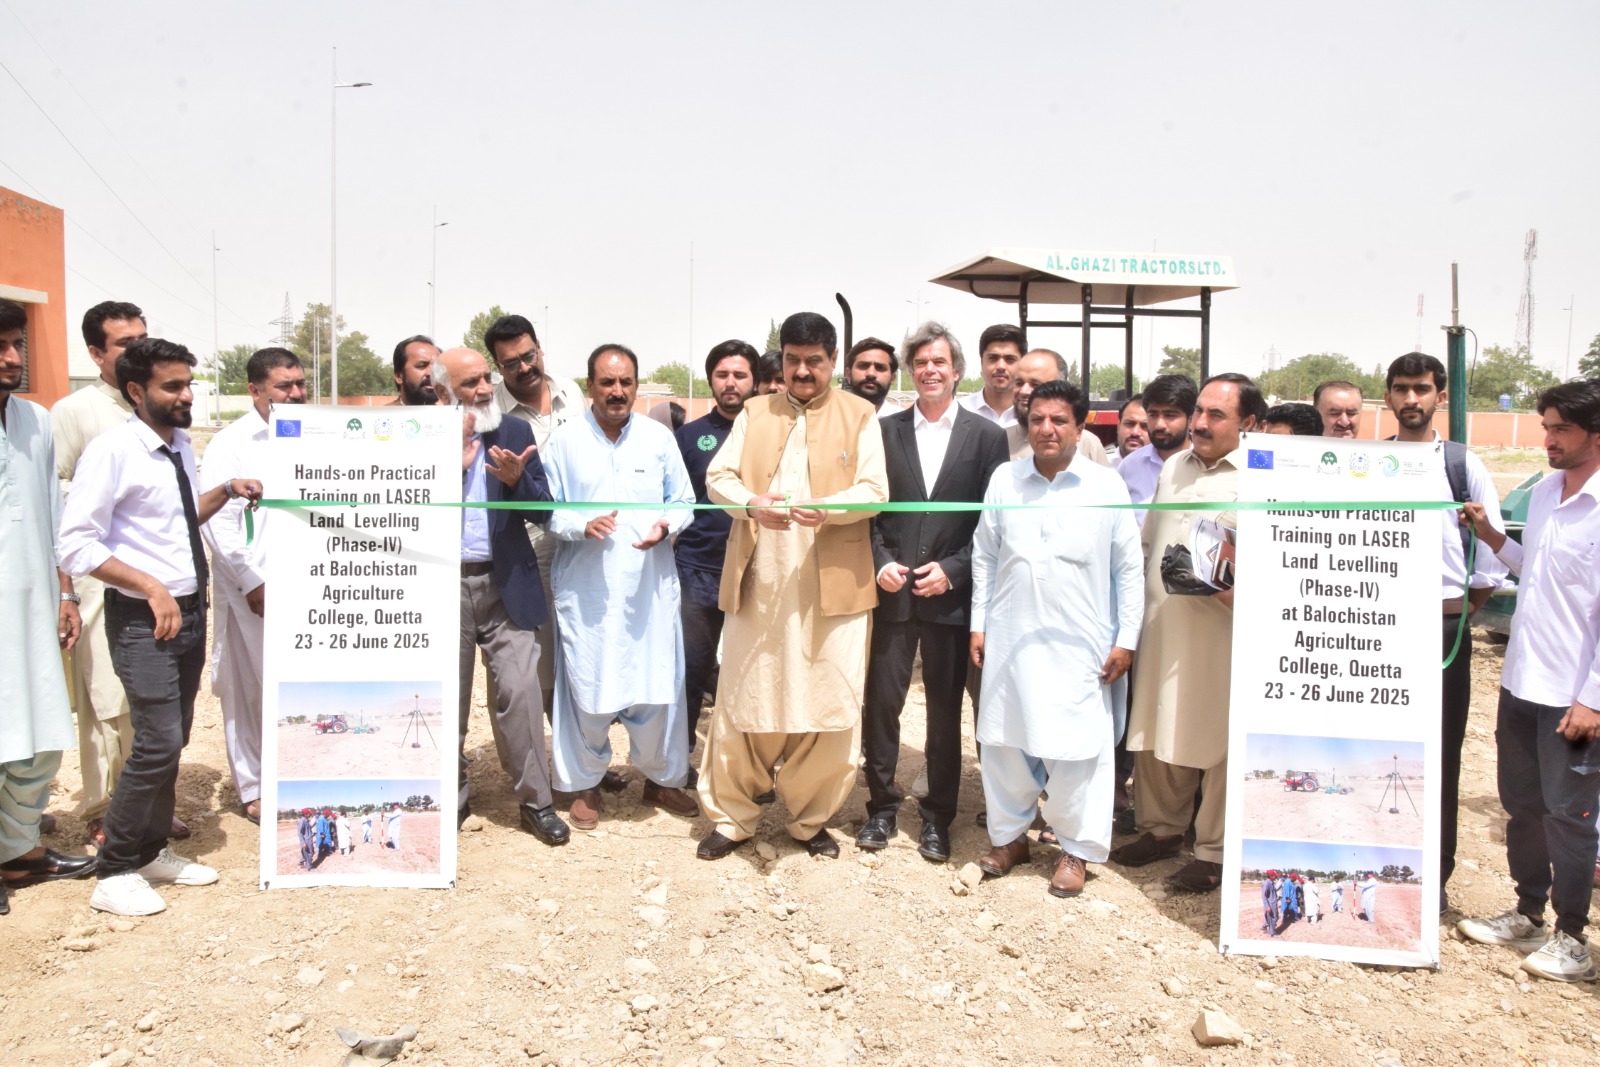 AL.GHAZI TRACTORS LTD.
Hands-on Practical
Training on LASER
Land Levelling
(Phase-IV)
at Balochistan
Agriculture
College, Quetta
23 - 26 June 2025
Hands-on Practical
Training on LASER
Land Levelling
(Phase-IV)
at Balochistan
Agriculture
College, Quetta
23 - 26 June 2025